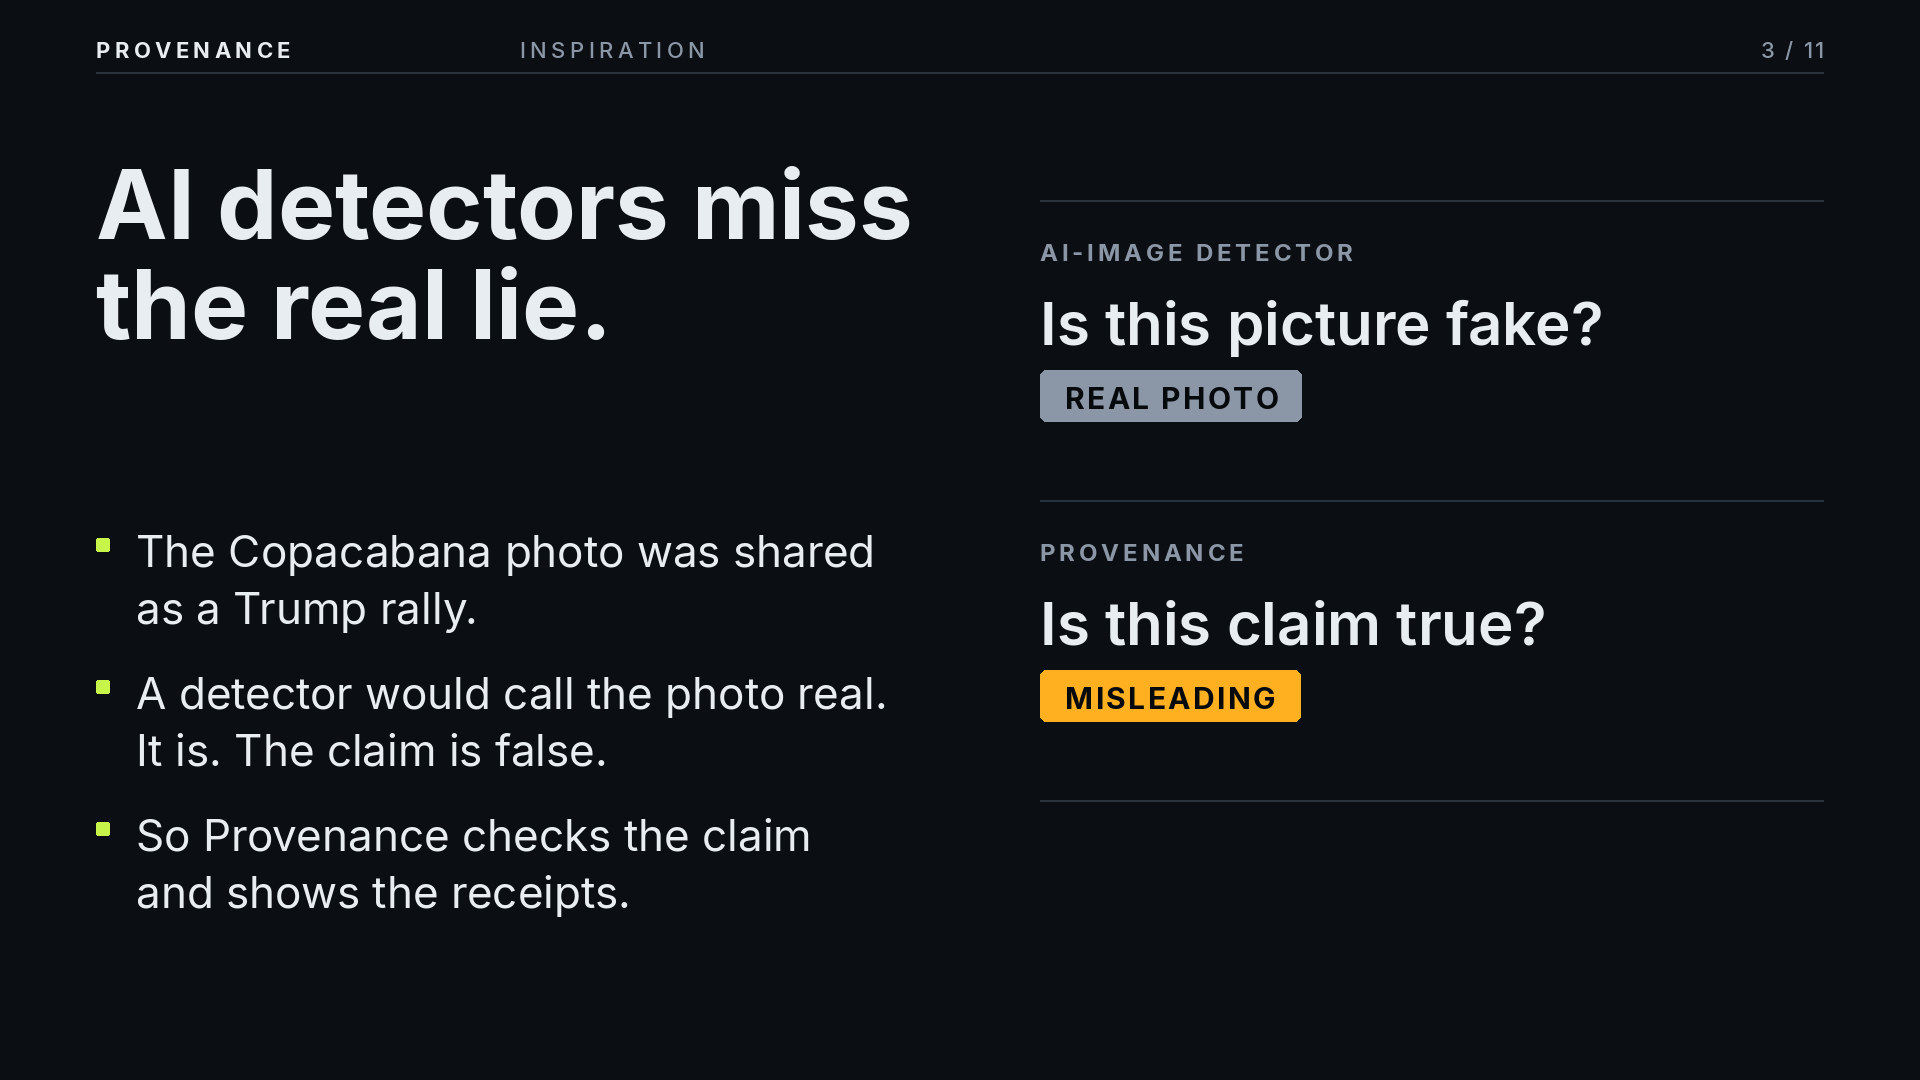 PROVENANCE
INSPIRATION
3 / 11
AI detectors miss
the real lie.
The Copacabana photo was shared
as a Trump rally.
A detector would call the photo real.
It is. The claim is false.
So Provenance checks the claim
and shows the receipts.
AI-IMAGE DETECTOR
Is this picture fake?
REAL PHOTO
PROVENANCE
Is this claim true?
MISLEADING